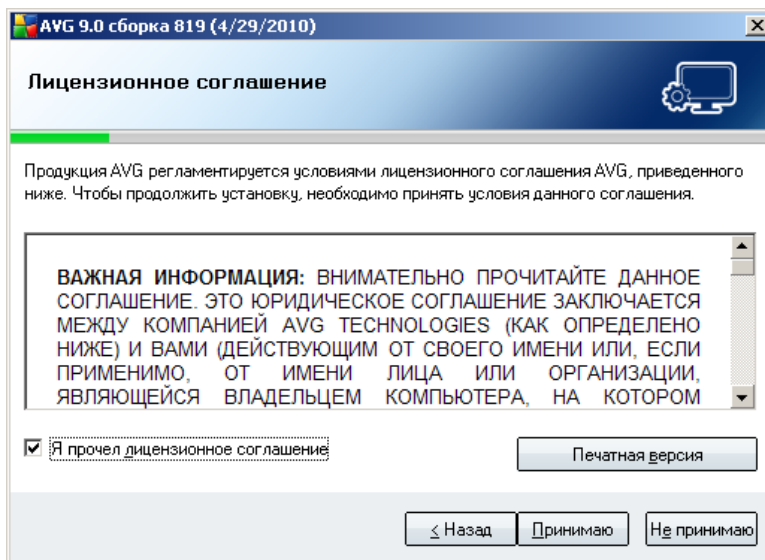 AVG 9.0 сборка 819 (4/29/2010)
Лицензионное соглашение
Продукция AVG регламентируется условиями лицензионного соглашения AVG, приведенного
ниже. Чтобы продолжить установку, необходимо принять условия данного соглашения.
ВАЖНАЯ ИНФОРМАЦИЯ: ВНИМАТЕЛЬНО ПРОЧИТАЙТЕ ДАННОЕ
СОГЛАШЕНИЕ. ЭТО ЮРИДИЧЕСКОЕ СОГЛАШЕНИЕ ЗАКЛЮЧАЕТСЯ
МЕЖДУ КОМПАНИЕЙ AVG TECHNOLOGIES (КАК ОПРЕДЕЛЕНО
НИЖЕ) И ВАМИ (ДЕЙСТВУЮЩИМ ОТ СВОЕГО ИМЕНИ ИЛИ, ЕСЛИ
ПРИМЕНИМО, ОТ ИМЕНИ ЛИЦА ИЛИ ОРГАНИЗАЦИИ,
ЯВЛЯЮЩЕЙСЯ ВЛАДЕЛЬЦЕМ КОМПЬЮТЕРА, НА КОТОРОМ
Я прочел лицензионное соглашение
Печатная версия
< Назад
Принимаю
Не принимаю